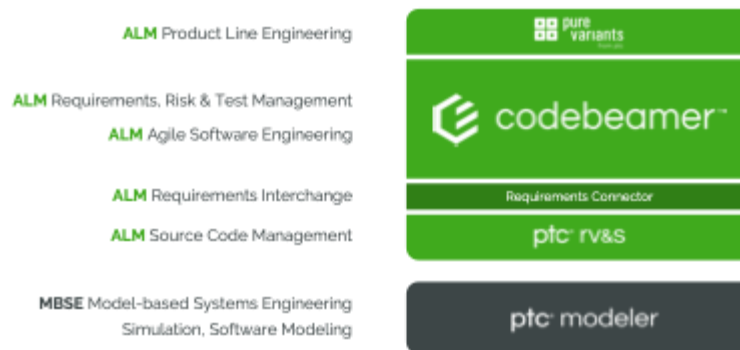 ALM Product Line Engineering
pure
variants
ALM Requirements, Risk & Test Management
ALM Agile Software Engineering
codebeamer™
ALM Requirements Interchange
Requirements Connector
ALM Source Code Management
ptc rv&s
MBSE Model-based Systems Engineering
Simulation, Software Modeling
ptc modeler